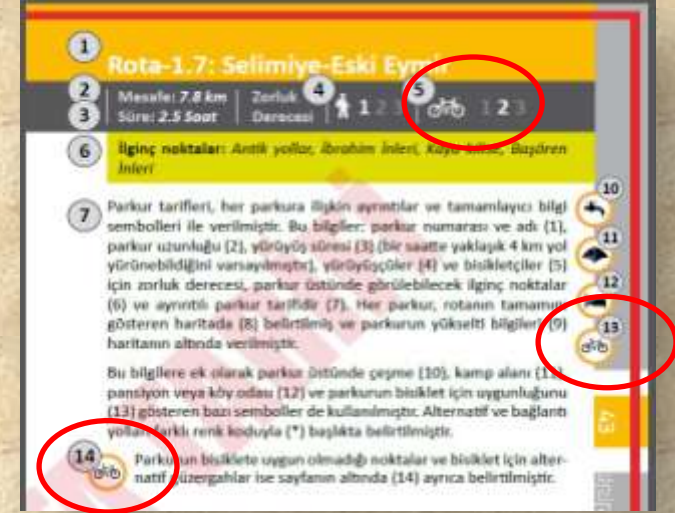 1
Rota-1.7: Selimiye-Eski Eymir
2 Mesafe: 7.8 km Zorluk 4 1 2 3 5 1 2 3
3 Süre: 2.5 Saat Derecesi
6 İlginç noktalar: Antik yollar, İbrahim İnleri, Kaya kilise, Başören
İnleri
7 Parkur tarifleri, her parkura ilişkin ayrıntılar ve tamamlayıcı bilgi
sembolleri ile verilmiştir. Bu bilgiler: parkur numarası ve adı (1),
parkur uzunluğu (2), yürüyüş süresi (3) (bir saatte yaklaşık 4 km yol
yürünebildiğini varsayılmıştır), yürüyüşçüler (4) ve bisikletçiler (5)
için zorluk derecesi, parkur üstünde görülebilecek ilginç noktalar
(6) ve ayrıntılı parkur tarifidir (7). Her parkur, rotanın tamamını
gösteren haritada (8) belirtilmiş ve parkurun yükselti bilgileri (9)
haritanın altında verilmiştir.
10
11
12
13
Bu bilgilere ek olarak parkur üstünde çeşme (10), kamp alanı (11),
pansiyon veya köy odası (12) ve parkurun bisiklet için uygunluğunu
(13) gösteren bazı semboller de kullanılmıştır. Alternatif ve bağlantı
yolları farklı renk koduyla (*) başlıkta belirtilmiştir.
43
14 Parkurun bisiklete uygun olmadığı noktalar ve bisiklet için alter-
natif güzergahlar ise sayfanın altında (14) ayrıca belirtilmiştir.